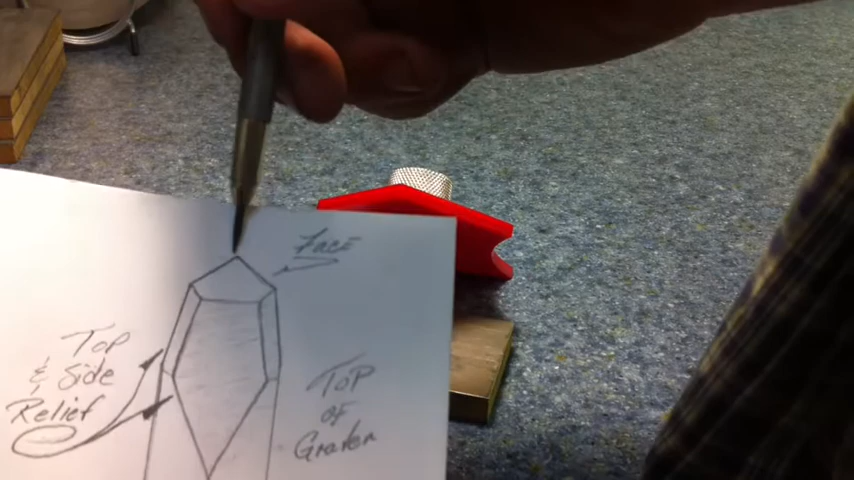 Face
Top
& Side
Relief
Top
of
Graver